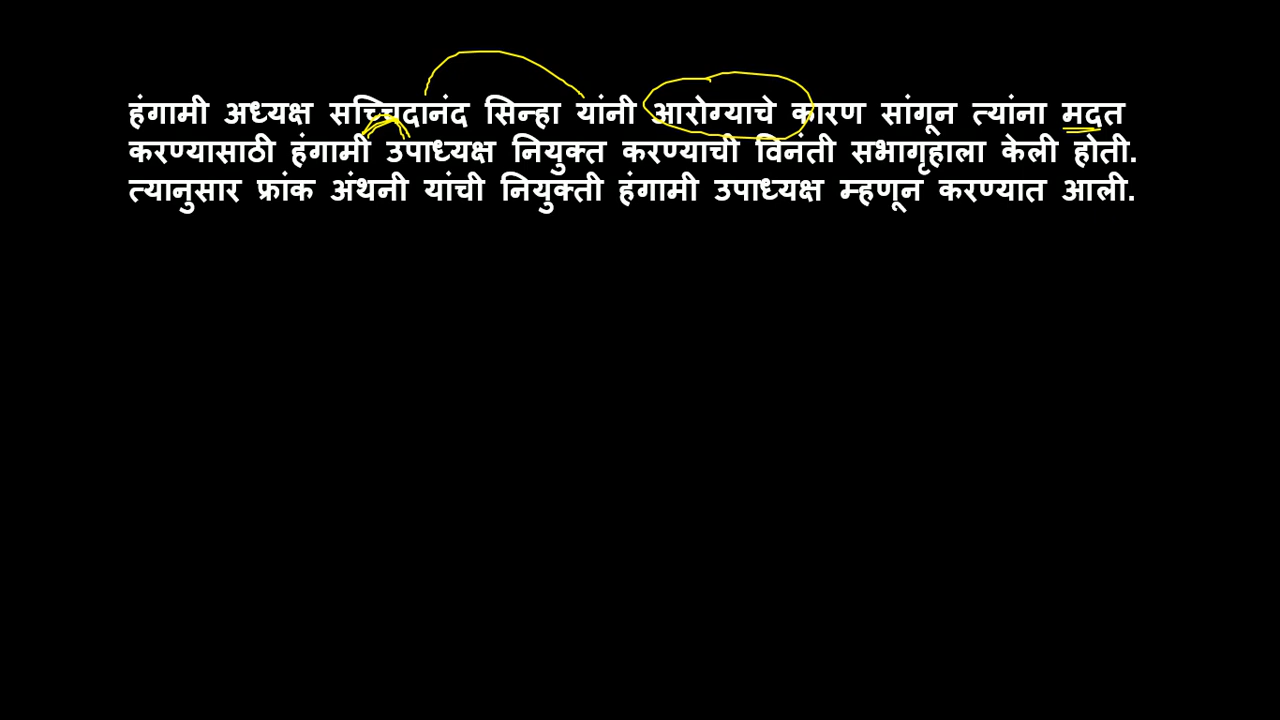 हंगामी अध्यक्ष सच्चिदानंद सिन्हा यांनी आरोग्याचे कारण सांगून त्यांना मदत
करण्यासाठी हंगामी उपाध्यक्ष नियुक्त करण्याची विनंती सभागृहाला केली होती.
त्यानुसार फ्रांक अंथनी यांची नियुक्ती हंगामी उपाध्यक्ष म्हणून करण्यात आली.